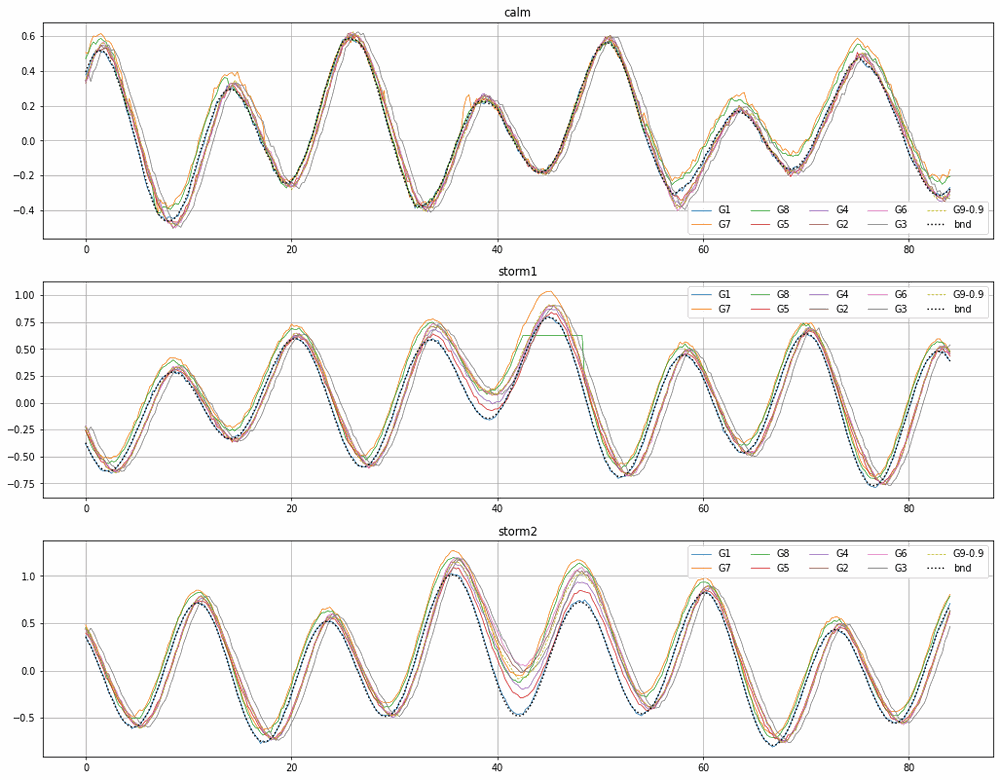 calm
0.6
0.4
0.2
0.0
−0.2
−0.4
0
20
40
60
80
G1
G8
G4
G6
G9-0.9
G7
G5
G2
G3
bnd
storm1
1.00
0.75
0.50
0.25
0.00
−0.25
−0.50
−0.75
0
20
40
60
80
G1
G8
G4
G6
G9-0.9
G7
G5
G2
G3
bnd
storm2
1.0
0.5
0.0
−0.5
0
20
40
60
80
G1
G8
G4
G6
G9-0.9
G7
G5
G2
G3
bnd